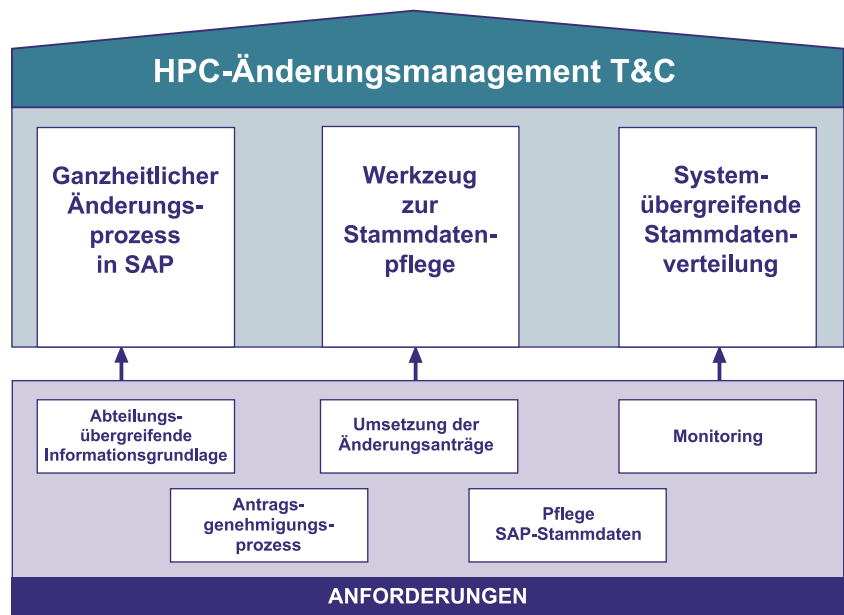 HPC-Änderungsmanagement T&C
Ganzheitlicher
Änderungs-
prozess
in SAP
Werkzeug
zur
Stammdaten-
pflege
System-
übergreifende
Stammdaten-
verteilung
Abteilungs-
übergreifende
Informationsgrundlage
Umsetzung der
Änderungsanträge
Monitoring
Antrags-
genehmigungs-
prozess
Pflege
SAP-Stammdaten
ANFORDERUNGEN